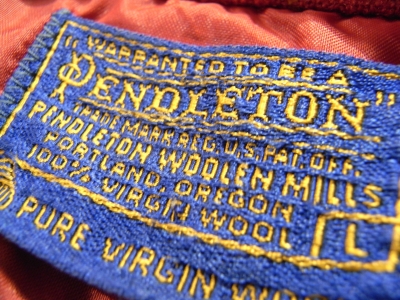 "WARRANTED TO BE A
PENDLETON"
TRADE MARK REG. U.S. PAT. OFF.
PENDLETON WOOLEN MILLS
PORTLAND, OREGON
100% VIRGIN WOOL
L
PURE VIRGIN